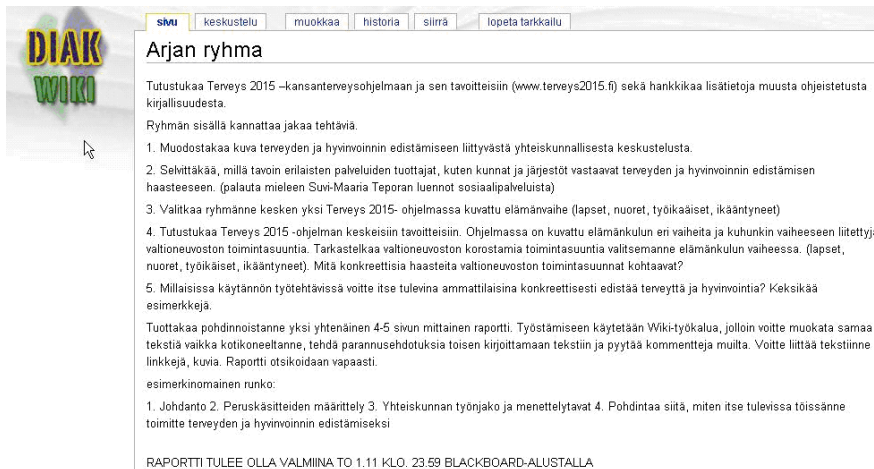 DIAK
WIKI
sivu keskustelu muokkaa historia siirrä lopeta tarkkailu
Arjan ryhma
Tutustukaa Terveys 2015 –kansanterveysohjelmaan ja sen tavoitteisiin (www.terveys2015.fi) sekä hankkikaa lisätietoja muusta ohjeistetusta
kirjallisuudesta.
Ryhmän sisällä kannattaa jakaa tehtäviä.
1. Muodostakaa kuva terveyden ja hyvinvoinnin edistämiseen liittyvästä yhteiskunnallisesta keskustelusta.
2. Selvittäkää, millä tavoin erilaisten palveluiden tuottajat, kuten kunnat ja järjestöt vastaavat terveyden ja hyvinvoinnin edistämisen
haasteeseen. (palauta mieleen Suvi-Maaria Teporan luennot sosiaalipalveluista)
3. Valitkaa ryhmänne kesken yksi Terveys 2015- ohjelmassa kuvattu elämänvaihe (lapset, nuoret, työikaäiset, ikääntyneet)
4. Tutustukaa Terveys 2015 -ohjelman keskeisiin tavoitteisiin. Ohjelmassa on kuvattu elämänkulun eri vaiheita ja kuhunkin vaiheeseen liitettyjä
valtioneuvoston toimintasuuntia. Tarkastelkaa valtioneuvoston korostamia toimintasuuntia valitsemanne elämänkulun vaiheessa. (lapset,
nuoret, työikäiset, ikääntyneet). Mitä konkreettisia haasteita valtioneuvoston toimintasuunnat kohtaavat?
5. Millaisissa käytännön työtehtävissä voitte itse tulevina ammattilaisina konkreettisesti edistää terveyttä ja hyvinvointia? Keksikää
esimerkkejä.
Tuottakaa pohdinnoistanne yksi yhtenäinen 4-5 sivun mittainen raportti. Työstämiseen käytetään Wiki-työkalua, jolloin voitte muokata samaa
tekstiä vaikka kotikoneeltanne, tehdä parannusehdotuksia toisen kirjoittamaan tekstiin ja pyytää kommentteja muilta. Voitte liittää tekstiinne
linkkejä, kuvia. Raportti otsikoidaan vapaasti.
esimerkinomainen runko:
1. Johdanto 2. Peruskäsitteiden määrittely 3. Yhteiskunnan työnjako ja menettelytavat 4. Pohdintaa siitä, miten itse tulevissa töissänne
toimitte terveyden ja hyvinvoinnin edistämiseksi
RAPORTTI TULEE OLLA VALMIINA TO 1.11 KLO. 23.59 BLACKBOARD-ALUSTALLA